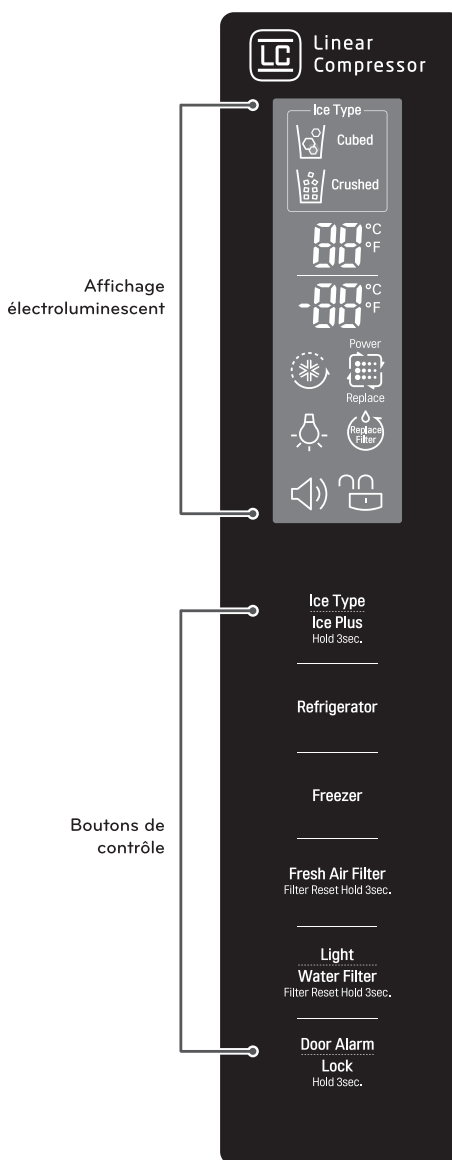 LC Linear
Compressor
Ice Type
Cubed
Crushed
88 °C
°F
-88 °C
°F
Power
Replace
Replace
Filter
Affichage
électroluminescent
Ice Type
Ice Plus
Hold 3sec.
Refrigerator
Freezer
Boutons de
contrôle
Fresh Air Filter
Filter Reset Hold 3sec.
Light
Water Filter
Filter Reset Hold 3sec.
Door Alarm
Lock
Hold 3sec.